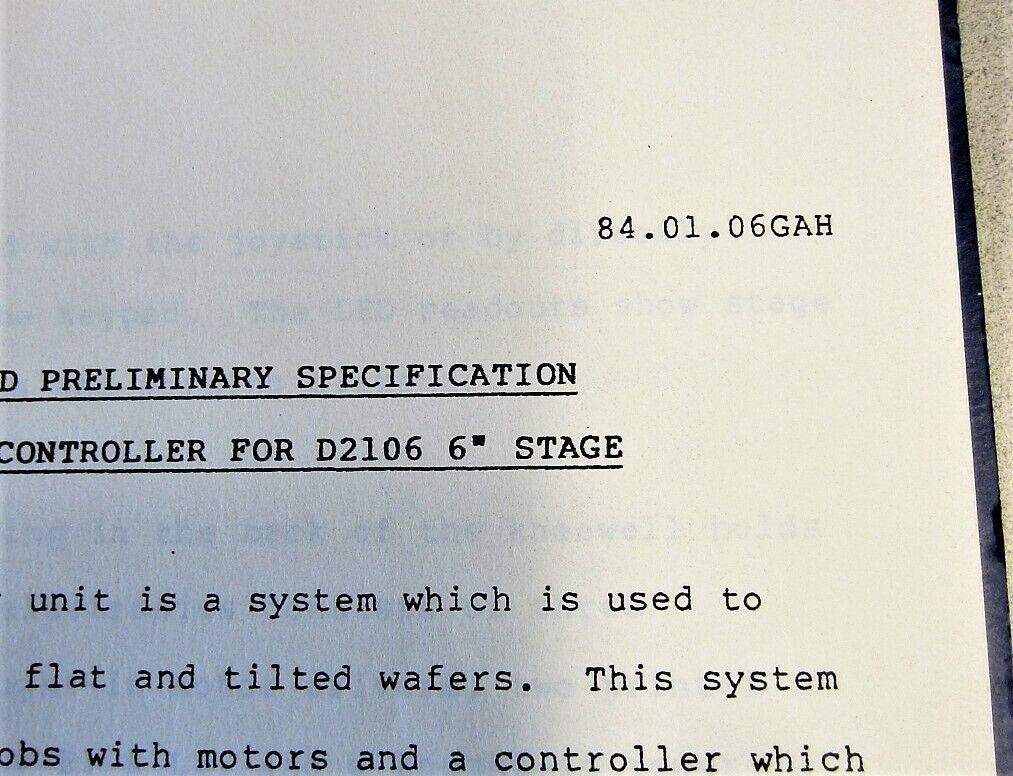 84.01.06GAH
D PRELIMINARY SPECIFICATION
CONTROLLER FOR D2106 6" STAGE
unit is a system which is used to
flat and tilted wafers. This system
obs with motors and a controller which